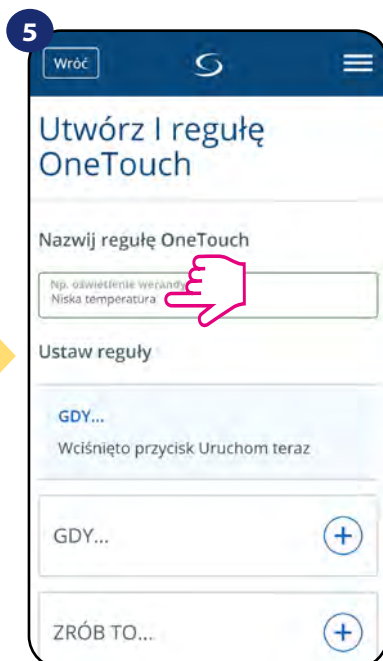 5
Wróć
Utwórz I regułę
OneTouch
Nazwij regułę OneTouch
Np. oświetlenie werandy
Niska temperatura
Ustaw reguły
GDY...
Wciśnięto przycisk Uruchom teraz
GDY...
ZRÓB TO...